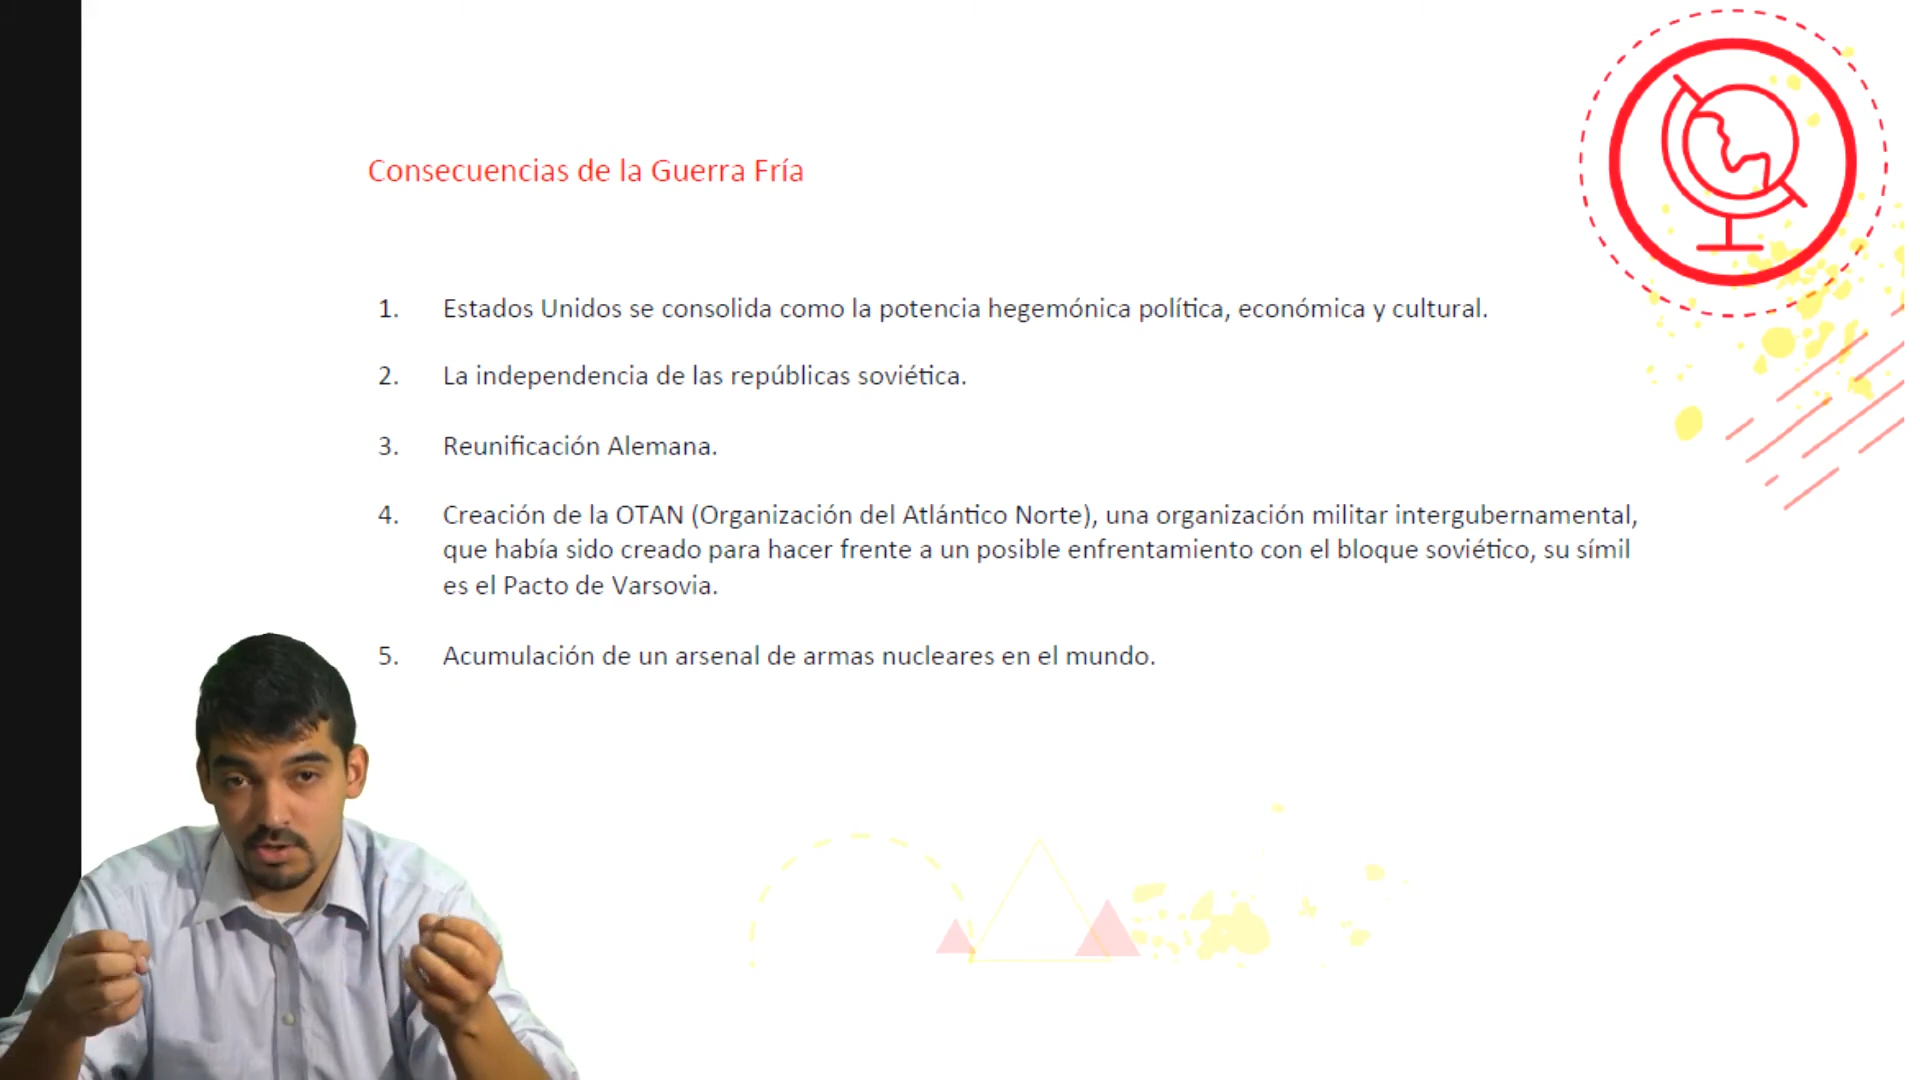 Consecuencias de la Guerra Fría
1. Estados Unidos se consolida como la potencia hegemónica política, económica y cultural.
2. La independencia de las repúblicas soviética.
3. Reunificación Alemana.
4. Creación de la OTAN (Organización del Atlántico Norte), una organización militar intergubernamental,
que había sido creado para hacer frente a un posible enfrentamiento con el bloque soviético, su símil
es el Pacto de Varsovia.
5. Acumulación de un arsenal de armas nucleares en el mundo.